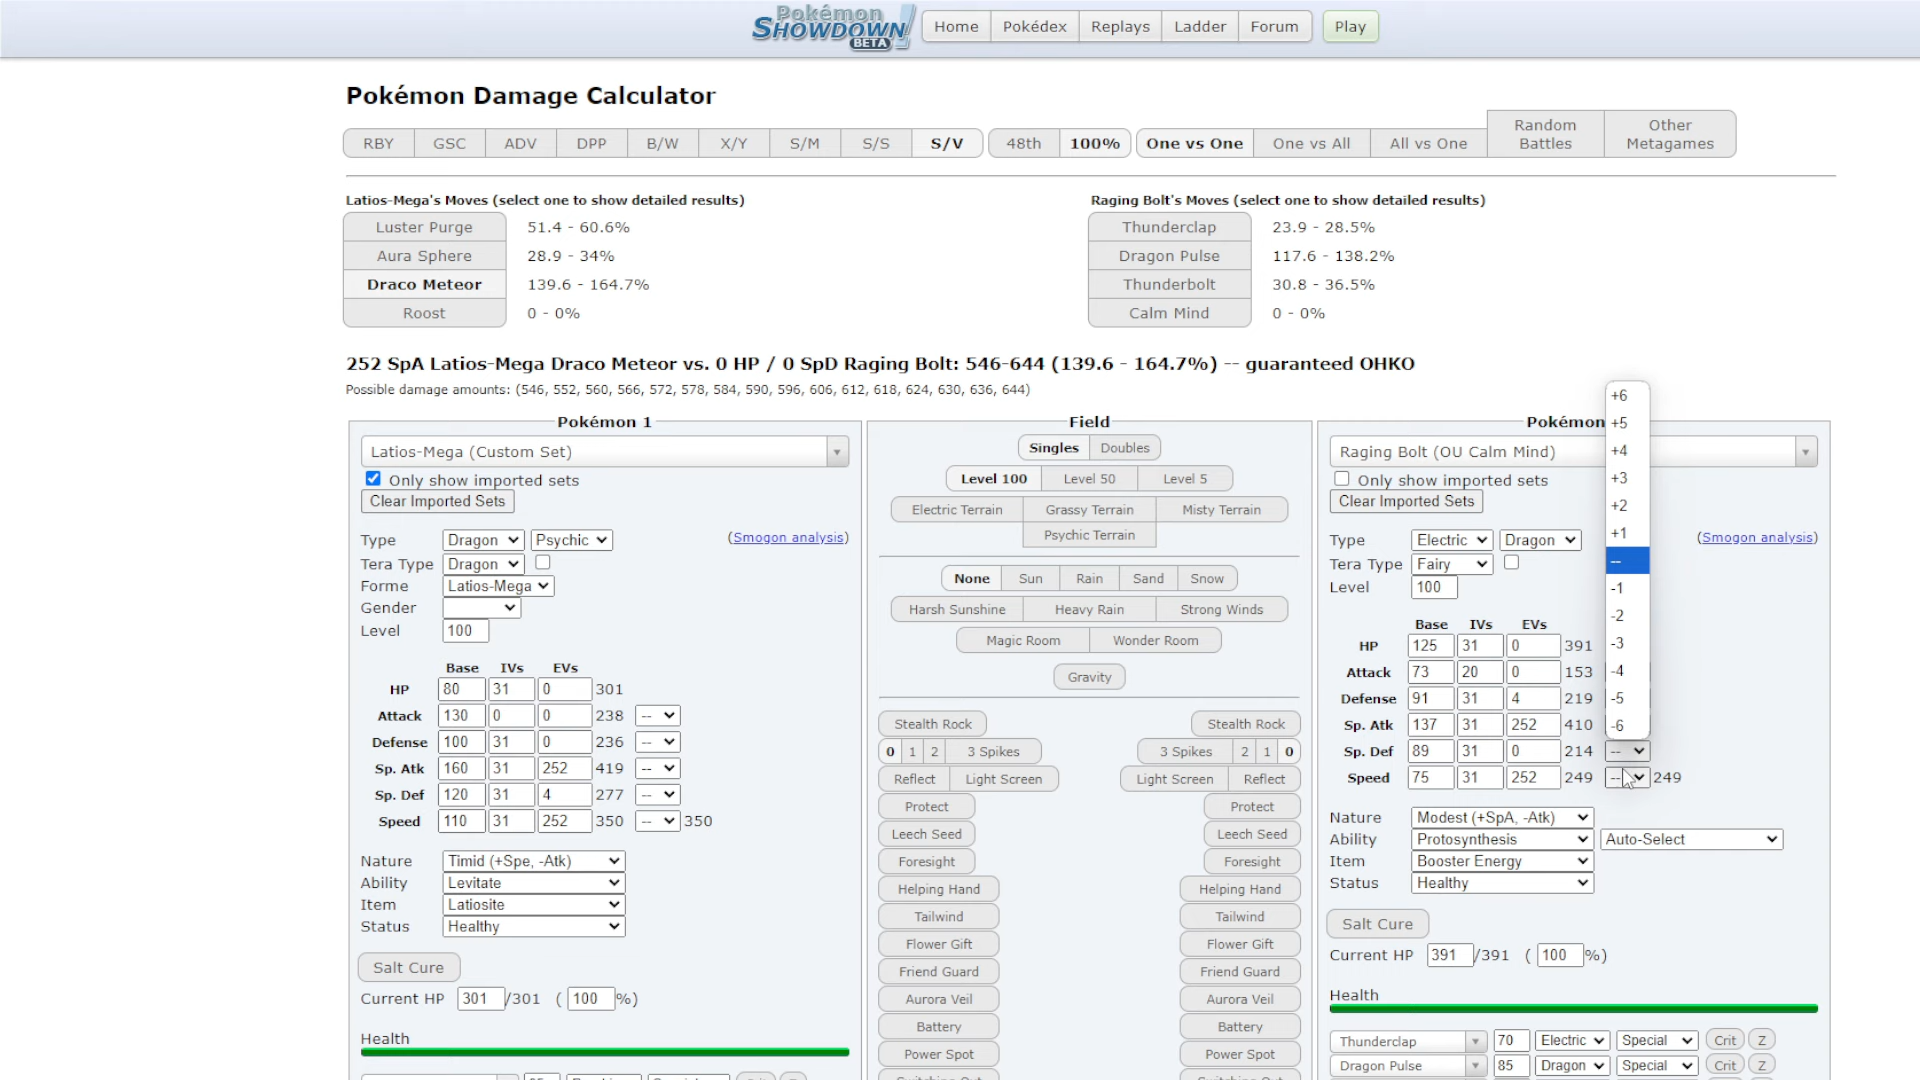 Pokémon Showdown! BETA Home Pokédex Replays Ladder Forum Play
Pokémon Damage Calculator
RBY GSC ADV DPP B/W X/Y S/M S/S S/V 48th 100% One vs One One vs All All vs One Random Battles Other Metagames
Latios-Mega's Moves (select one to show detailed results)
Luster Purge 51.4 - 60.6%
Aura Sphere 28.9 - 34%
Draco Meteor 139.6 - 164.7%
Roost 0 - 0%
Raging Bolt's Moves (select one to show detailed results)
Thunderclap 23.9 - 28.5%
Dragon Pulse 117.6 - 138.2%
Thunderbolt 30.8 - 36.5%
Calm Mind 0 - 0%
252 SpA Latios-Mega Draco Meteor vs. 0 HP / 0 SpD Raging Bolt: 546-644 (139.6 - 164.7%) -- guaranteed OHKO
Possible damage amounts: (546, 552, 560, 566, 572, 578, 584, 590, 596, 606, 612, 618, 624, 630, 636, 644)
Pokémon 1
Latios-Mega (Custom Set)
Only show imported sets
Clear Imported Sets
Type Dragon Psychic (Smogon analysis)
Tera Type Dragon
Forme Latios-Mega
Gender
Level 100
Base IVs EVs
HP 80 31 0 301
Attack 130 0 0 238 --
Defense 100 31 0 236 --
Sp. Atk 160 31 252 419 --
Sp. Def 120 31 4 277 --
Speed 110 31 252 350 -- 350
Nature Timid (+Spe, -Atk)
Ability Levitate
Item Latiosite
Status Healthy
Salt Cure
Current HP 301/301 ( 100 %)
Health
Field
Singles Doubles
Level 100 Level 50 Level 5
Electric Terrain Grassy Terrain Misty Terrain
Psychic Terrain
None Sun Rain Sand Snow
Harsh Sunshine Heavy Rain Strong Winds
Magic Room Wonder Room
Gravity
Stealth Rock Stealth Rock
0 1 2 3 Spikes 3 Spikes 2 1 0
Reflect Light Screen Light Screen Reflect
Protect Protect
Leech Seed Leech Seed
Foresight Foresight
Helping Hand Helping Hand
Tailwind Tailwind
Flower Gift Flower Gift
Friend Guard Friend Guard
Aurora Veil Aurora Veil
Battery Battery
Power Spot Power Spot
Pokémon
Raging Bolt (OU Calm Mind)
Only show imported sets
Clear Imported Sets
Type Electric Dragon (Smogon analysis)
Tera Type Fairy
Level 100
Base IVs EVs
HP 125 31 0 391
Attack 73 20 0 153
Defense 91 31 4 219
Sp. Atk 137 31 252 410
Sp. Def 89 31 0 214 --
Speed 75 31 252 249 -- 249
+6
+5
+4
+3
+2
+1
--
-1
-2
-3
-4
-5
-6
Nature Modest (+SpA, -Atk)
Ability Protosynthesis Auto-Select
Item Booster Energy
Status Healthy
Salt Cure
Current HP 391/391 ( 100 %)
Health
Thunderclap 70 Electric Special Crit Z
Dragon Pulse 85 Dragon Special Crit Z